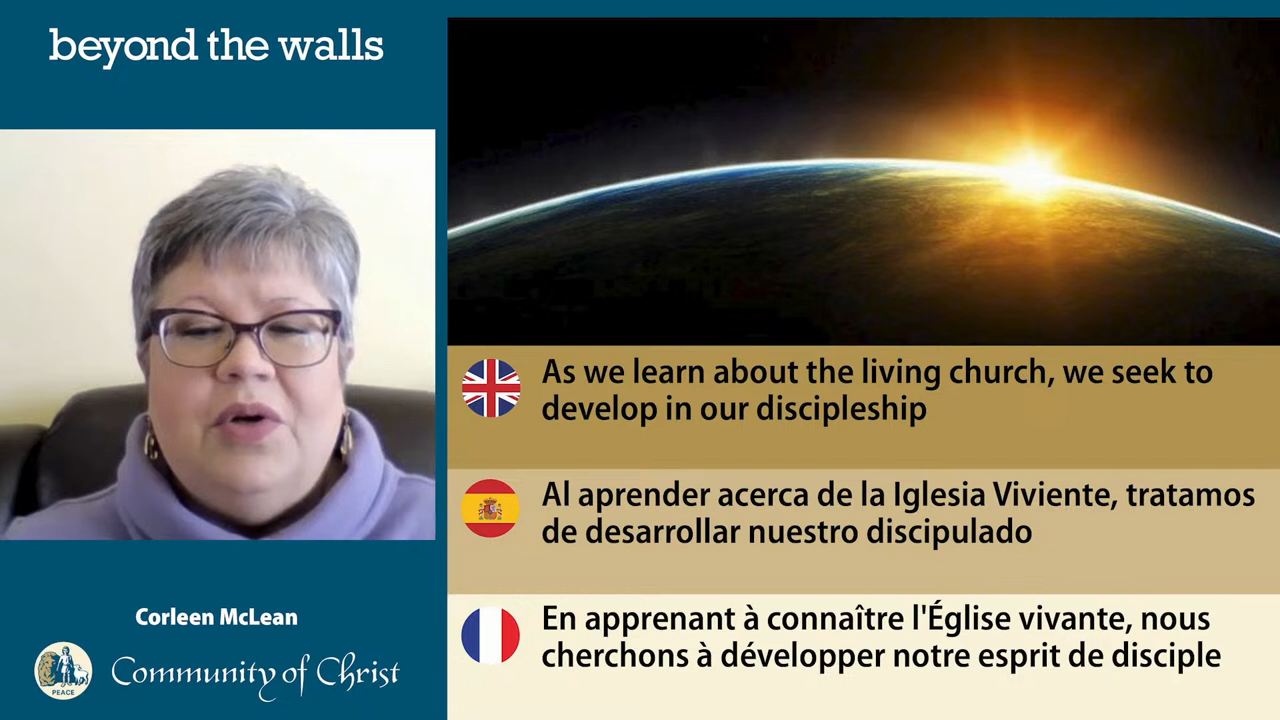 beyond the walls
As we learn about the living church, we seek to
develop in our discipleship
Al aprender acerca de la Iglesia Viviente, tratamos
de desarrollar nuestro discipulado
En apprenant à connaître l'Église vivante, nous
cherchons à développer notre esprit de disciple
Corleen McLean
PEACE
Community of Christ